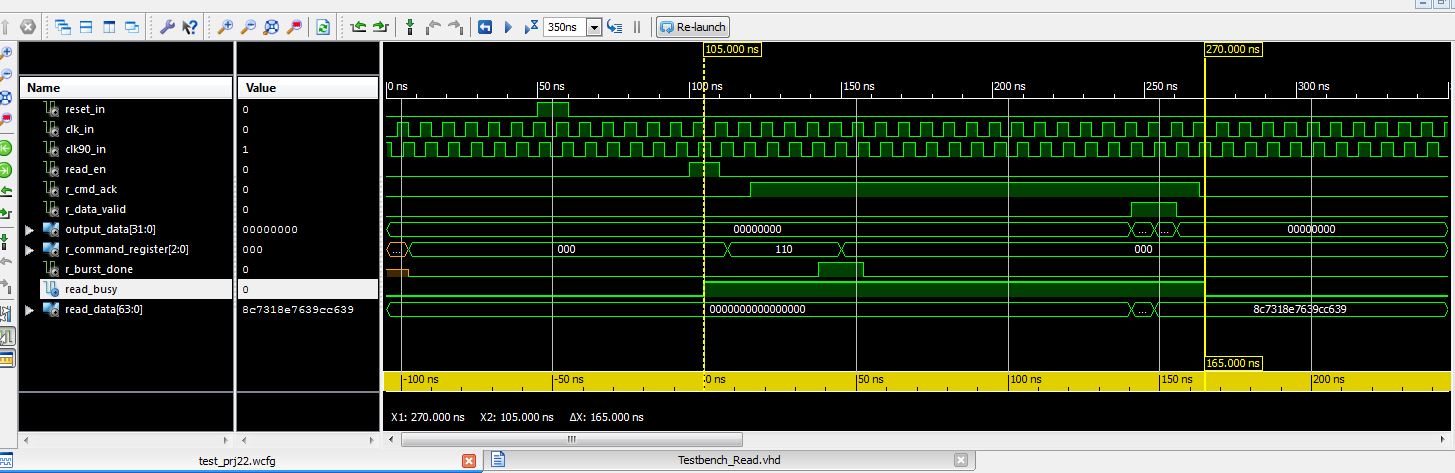 350ns Re-launch
105.000 ns 270.000 ns
Name Value
0 ns 50 ns 100 ns 150 ns 200 ns 250 ns 300 ns
reset_in 0
clk_in 0
clk90_in 1
read_en 0
r_cmd_ack 0
r_data_valid 0
output_data[31:0] 00000000 00000000 ... ... 00000000
r_command_register[2:0] 000 ... 000 110 000
r_burst_done 0
read_busy 0
read_data[63:0] 8c7318e7639cc639 0000000000000000 ... 8c7318e7639cc639
165.000 ns
-100 ns -50 ns 0 ns 50 ns 100 ns 150 ns 200 ns
X1: 270.000 ns X2: 105.000 ns ΔX: 165.000 ns
test_prj22.wcfg Testbench_Read.vhd